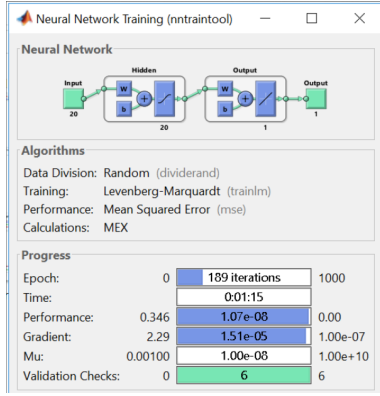 Neural Network Training (nntraintool)
Neural Network
Hidden Output
Input W W Output
b + b +
20 20 1 1
Algorithms
Data Division: Random (dividerand)
Training: Levenberg-Marquardt (trainlm)
Performance: Mean Squared Error (mse)
Calculations: MEX
Progress
Epoch: 0 189 iterations 1000
Time: 0:01:15
Performance: 0.346 1.07e-08 0.00
Gradient: 2.29 1.51e-05 1.00e-07
Mu: 0.00100 1.00e-08 1.00e+10
Validation Checks: 0 6 6